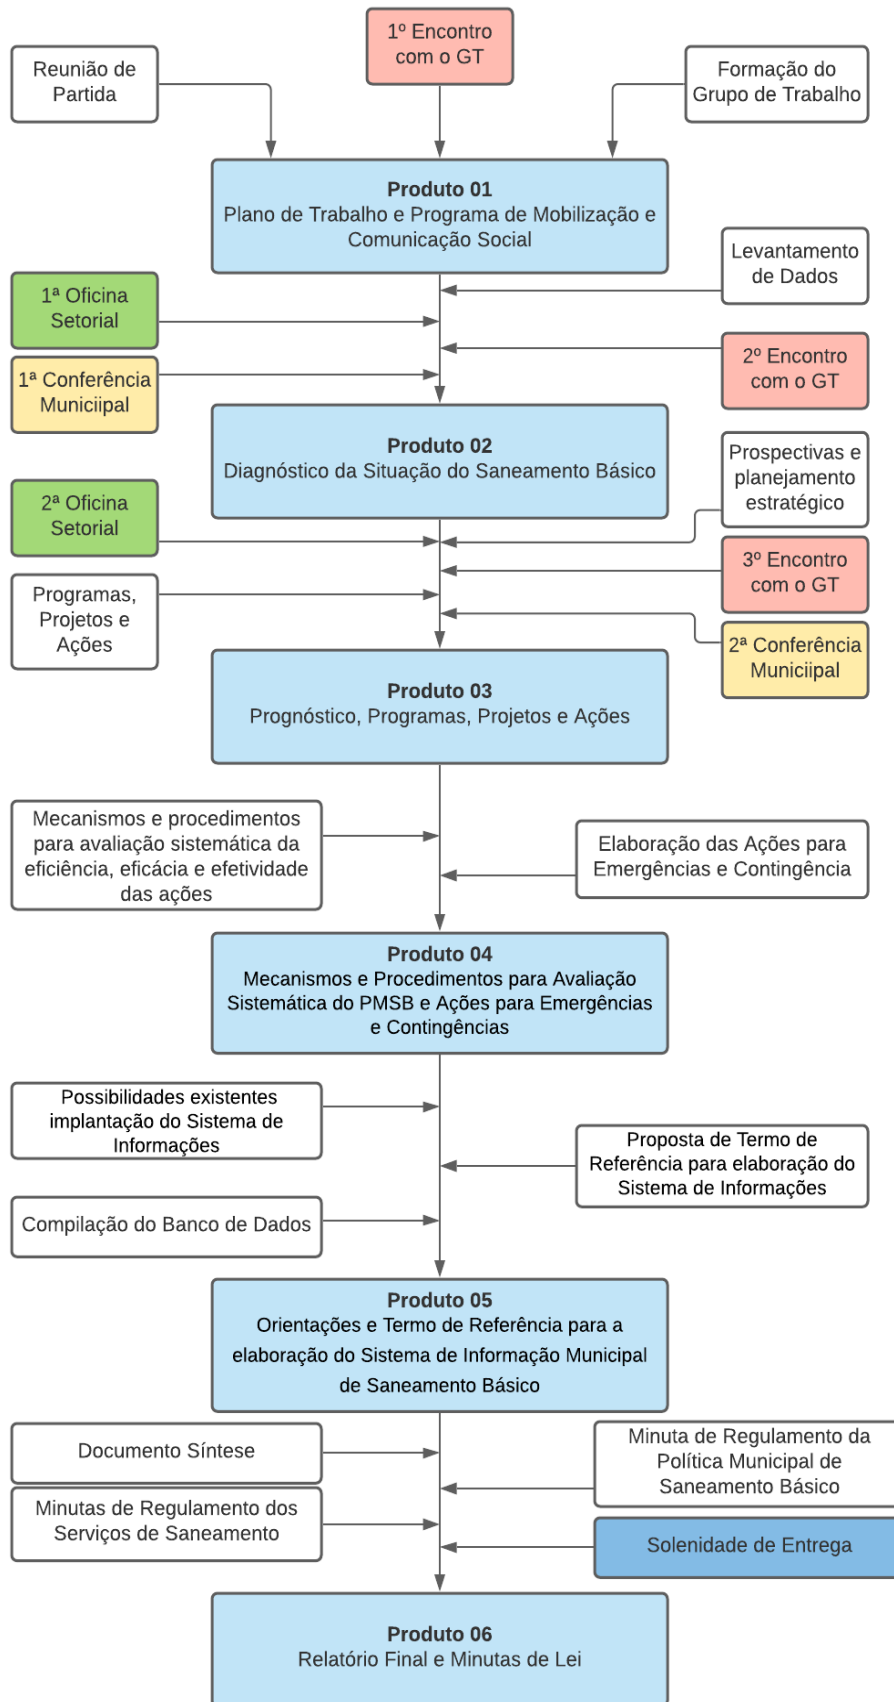 1º Encontro
com o GT
Reunião de
Partida
Formação do
Grupo de Trabalho
Produto 01
Plano de Trabalho e Programa de Mobilização e
Comunicação Social
Levantamento
de Dados
1ª Oficina
Setorial
2º Encontro
com o GT
1ª Conferência
Municiipal
Produto 02
Diagnóstico da Situação do Saneamento Básico
Prospectivas e
planejamento
estratégico
2ª Oficina
Setorial
3º Encontro
com o GT
Programas,
Projetos e
Ações
2ª Conferência
Municiipal
Produto 03
Prognóstico, Programas, Projetos e Ações
Mecanismos e procedimentos
para avaliação sistemática da
eficiência, eficácia e efetividade
das ações
Elaboração das Ações para
Emergências e Contingência
Produto 04
Mecanismos e Procedimentos para Avaliação
Sistemática do PMSB e Ações para Emergências
e Contingências
Possibilidades existentes
implantação do Sistema de
Informações
Proposta de Termo de
Referência para elaboração do
Sistema de Informações
Compilação do Banco de Dados
Produto 05
Orientações e Termo de Referência para a
elaboração do Sistema de Informação Municipal
de Saneamento Básico
Documento Síntese
Minuta de Regulamento da
Política Municipal de
Saneamento Básico
Minutas de Regulamento dos
Serviços de Saneamento
Solenidade de Entrega
Produto 06
Relatório Final e Minutas de Lei